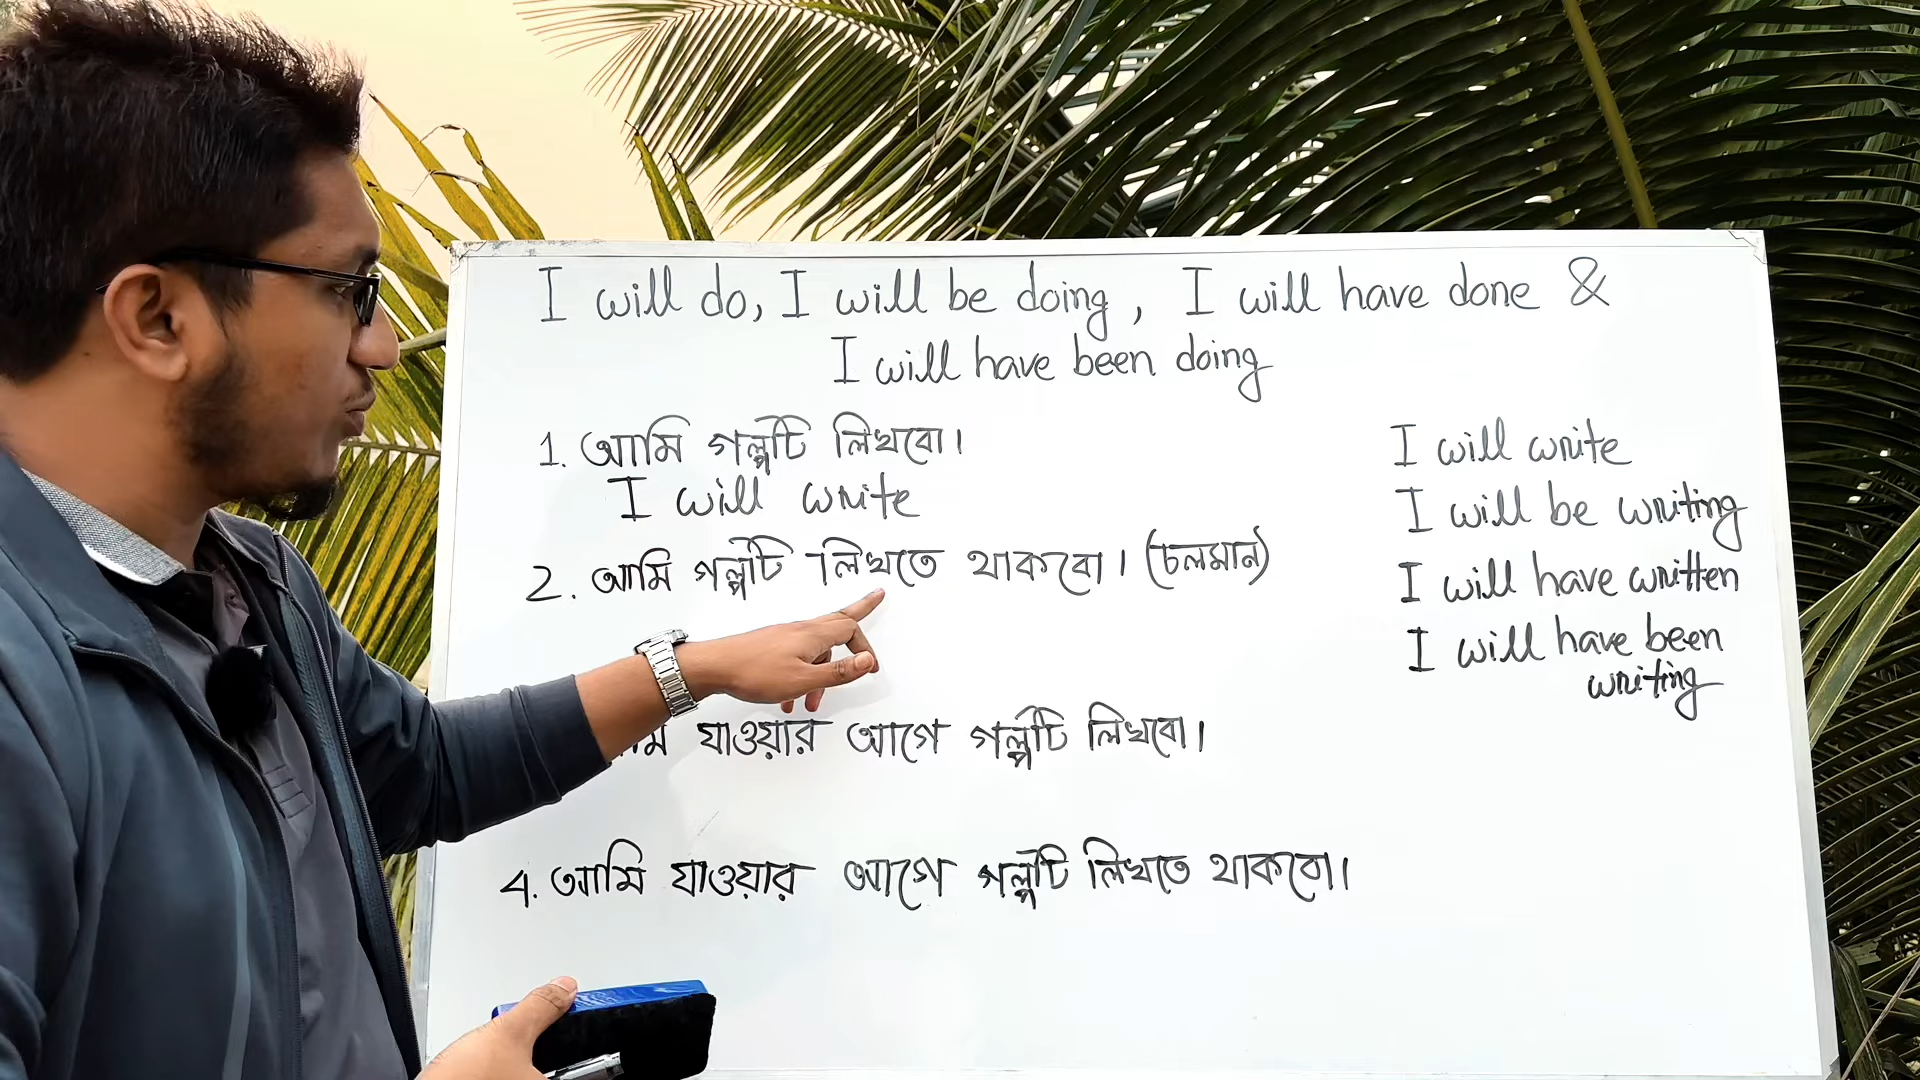 I will do, I will be doing, I will have done &
I will have been doing
1. আমি গল্পটি লিখবো।
I will write
2. আমি গল্পটি লিখতে থাকবো। (চলমান)
যাওয়ার আগে গল্পটি লিখবো।
4. আমি যাওয়ার আগে গল্পটি লিখতে থাকবো।
I will write
I will be writing
I will have written
I will have been
writing